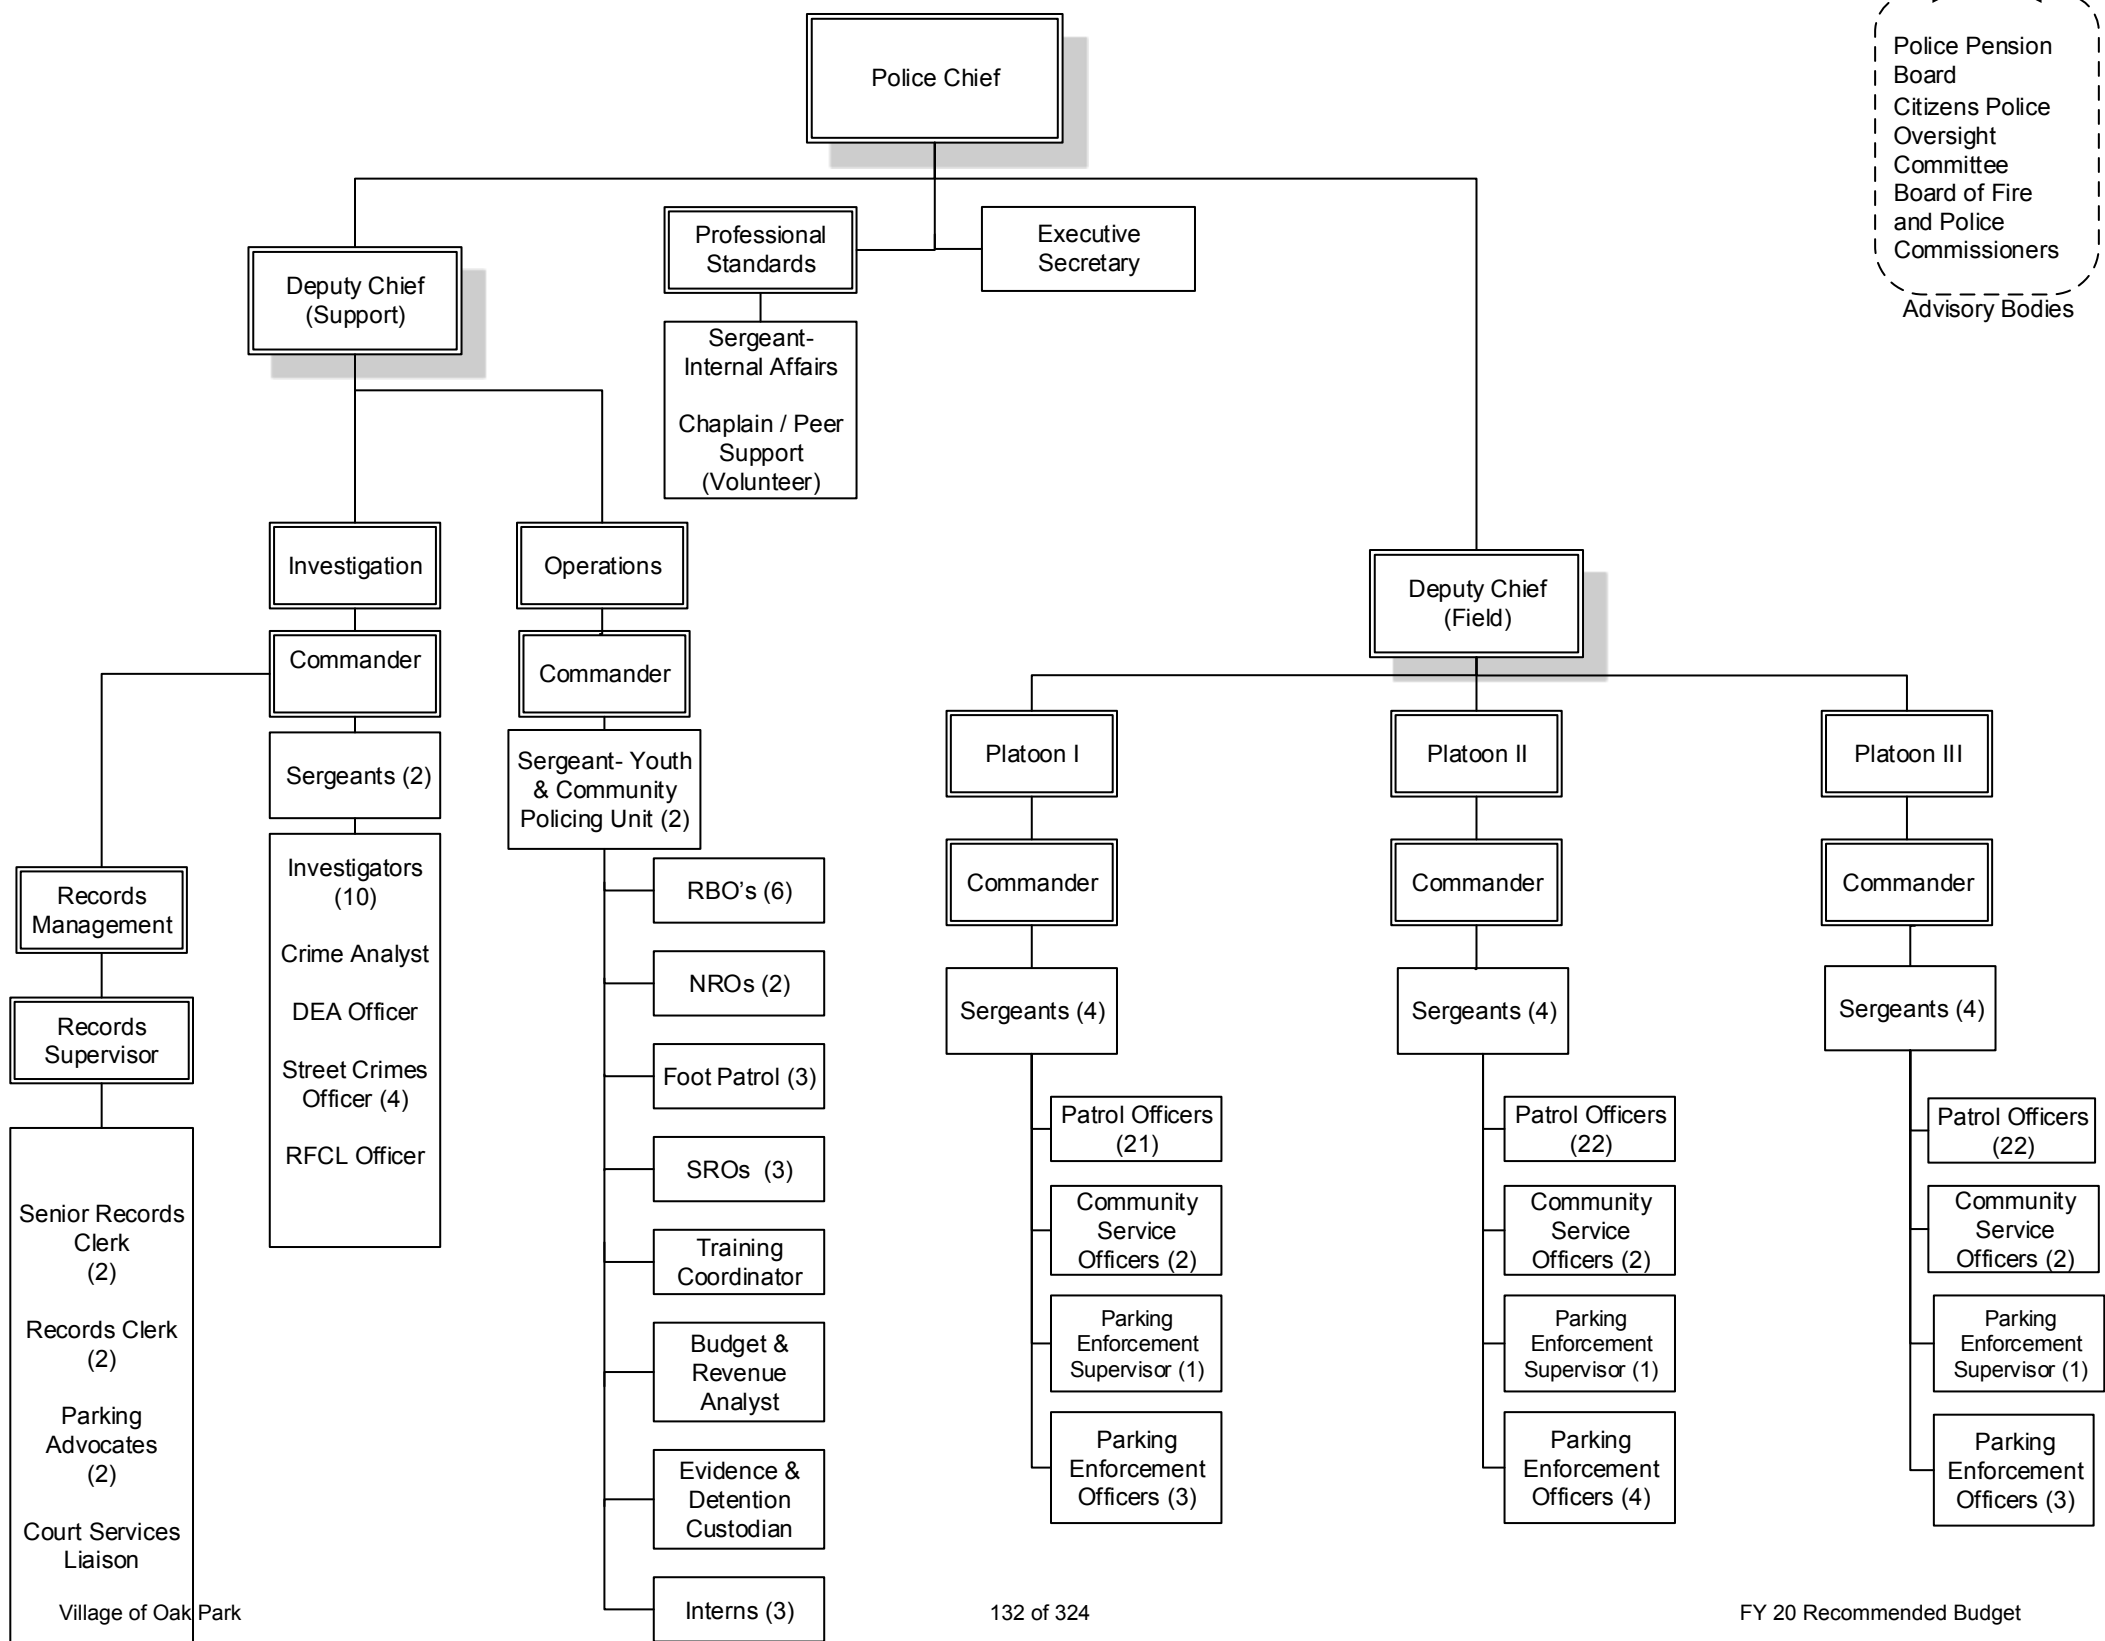 Police Chief
Police Pension
Board
Citizens Police
Oversight
Committee
Board of Fire
and Police
Commissioners
Advisory Bodies
Professional
Standards
Executive
Secretary
Deputy Chief
(Support)
Sergeant-
Internal Affairs
Chaplain / Peer
Support
(Volunteer)
Investigation
Operations
Commander
Commander
Sergeants (2)
Sergeant- Youth
& Community
Policing Unit (2)
Investigators
(10)
Crime Analyst
DEA Officer
Street Crimes
Officer (4)
RFCL Officer
Records
Management
Records
Supervisor
Senior Records
Clerk
(2)
Records Clerk
(2)
Parking
Advocates
(2)
Court Services
Liaison
RBO’s (6)
NROs (2)
Foot Patrol (3)
SROs  (3)
Training
Coordinator
Budget &
Revenue
Analyst
Evidence &
Detention
Custodian
Interns (3)
Deputy Chief
(Field)
Platoon I
Commander
Sergeants (4)
Patrol Officers
(21)
Community
Service
Officers (2)
Parking
Enforcement
Supervisor (1)
Parking
Enforcement
Officers (3)
Platoon II
Commander
Sergeants (4)
Patrol Officers
(22)
Community
Service
Officers (2)
Parking
Enforcement
Supervisor (1)
Parking
Enforcement
Officers (4)
Platoon III
Commander
Sergeants (4)
Patrol Officers
(22)
Community
Service
Officers (2)
Parking
Enforcement
Supervisor (1)
Parking
Enforcement
Officers (3)
Village of Oak Park
132 of 324
FY 20 Recommended Budget